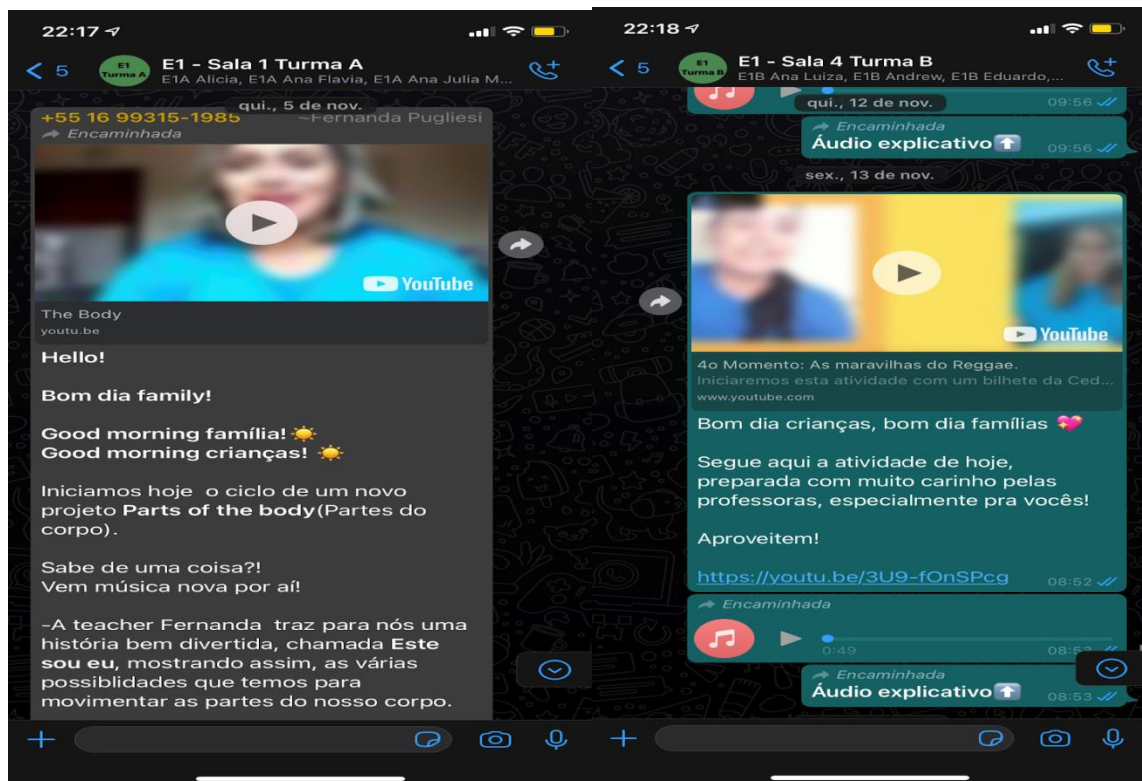 22:17
5
E1
Turma A
E1 - Sala 1 Turma A
E1A Alicia, E1A Ana Flavia, E1A Ana Julia M...
qui., 5 de nov.
+55 16 99315-1985 ~Fernanda Pugliesi
Encaminhada
YouTube
The Body
youtu.be
Hello!
Bom dia family!
Good morning família! ☀️
Good morning crianças! ☀️
Iniciamos hoje o ciclo de um novo
projeto Parts of the body(Partes do
corpo).
Sabe de uma coisa?!
Vem música nova por aí!
-A teacher Fernanda traz para nós uma
história bem divertida, chamada Este
sou eu, mostrando assim, as várias
possiblidades que temos para
movimentar as partes do nosso corpo.
22:18
5
E1
Turma B
E1 - Sala 4 Turma B
E1B Ana Luiza, E1B Andrew, E1B Eduardo,...
qui., 12 de nov.
09:56
Encaminhada
Áudio explicativo⬆️ 09:56
sex., 13 de nov.
YouTube
4o Momento: As maravilhas do Reggae.
Iniciaremos esta atividade com um bilhete da Ced...
www.youtube.com
Bom dia crianças, bom dia famílias 💖
Segue aqui a atividade de hoje,
preparada com muito carinho pelas
professoras, especialmente pra vocês!
Aproveitem!
https://youtu.be/3U9-fOnSPcg 08:52
Encaminhada
0:49
Encaminhada
Áudio explicativo⬆️ 08:53